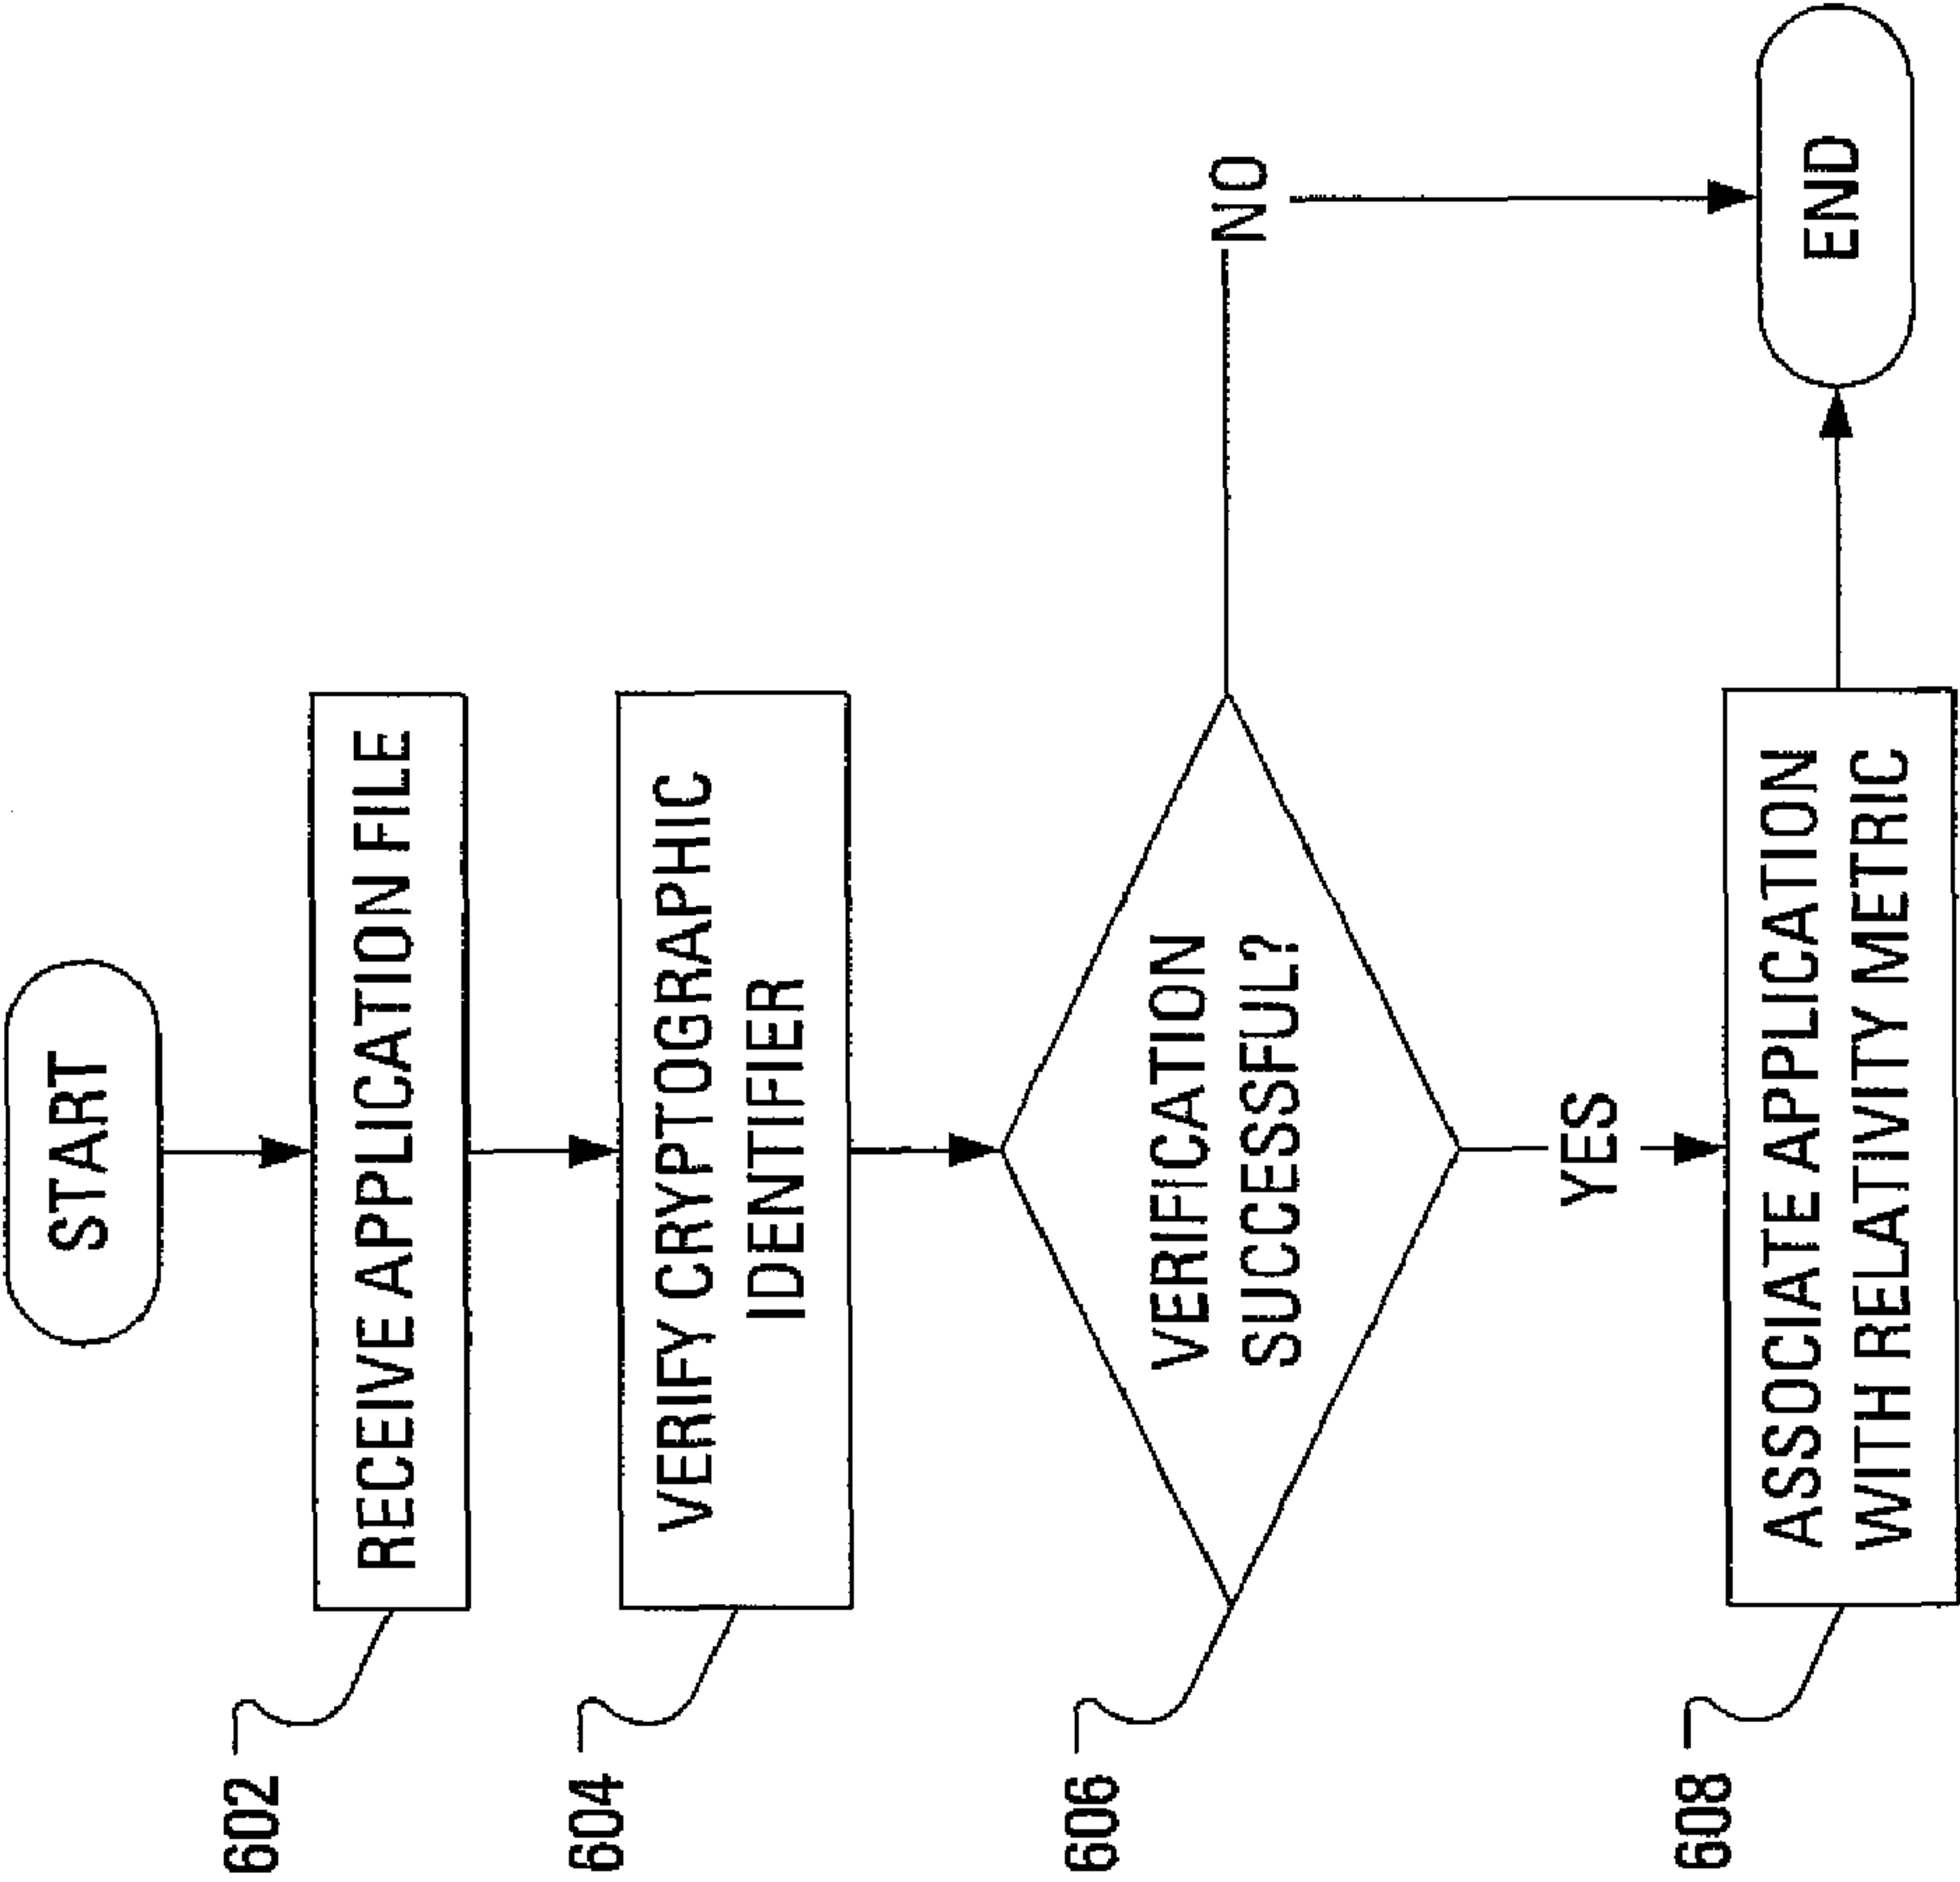 START
602
RECEIVE APPLICATION FILE
604
VERIFY CRYPTOGRAPHIC
IDENTIFIER
606
VERIFICATION
SUCCESSFUL?
NO
YES
608
ASSOCIATE APPLICATION
WITH RELATIVITY METRIC
END